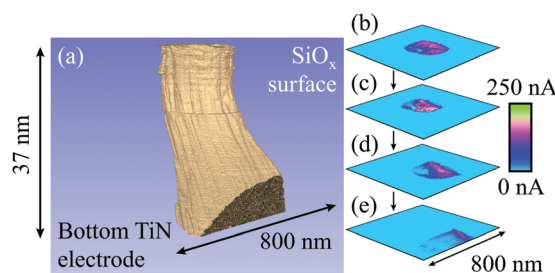 (a)
SiOx
surface
37 nm
Bottom TiN
electrode
800 nm
(b)
(c)
(d)
(e)
250 nA
0 nA
800 nm